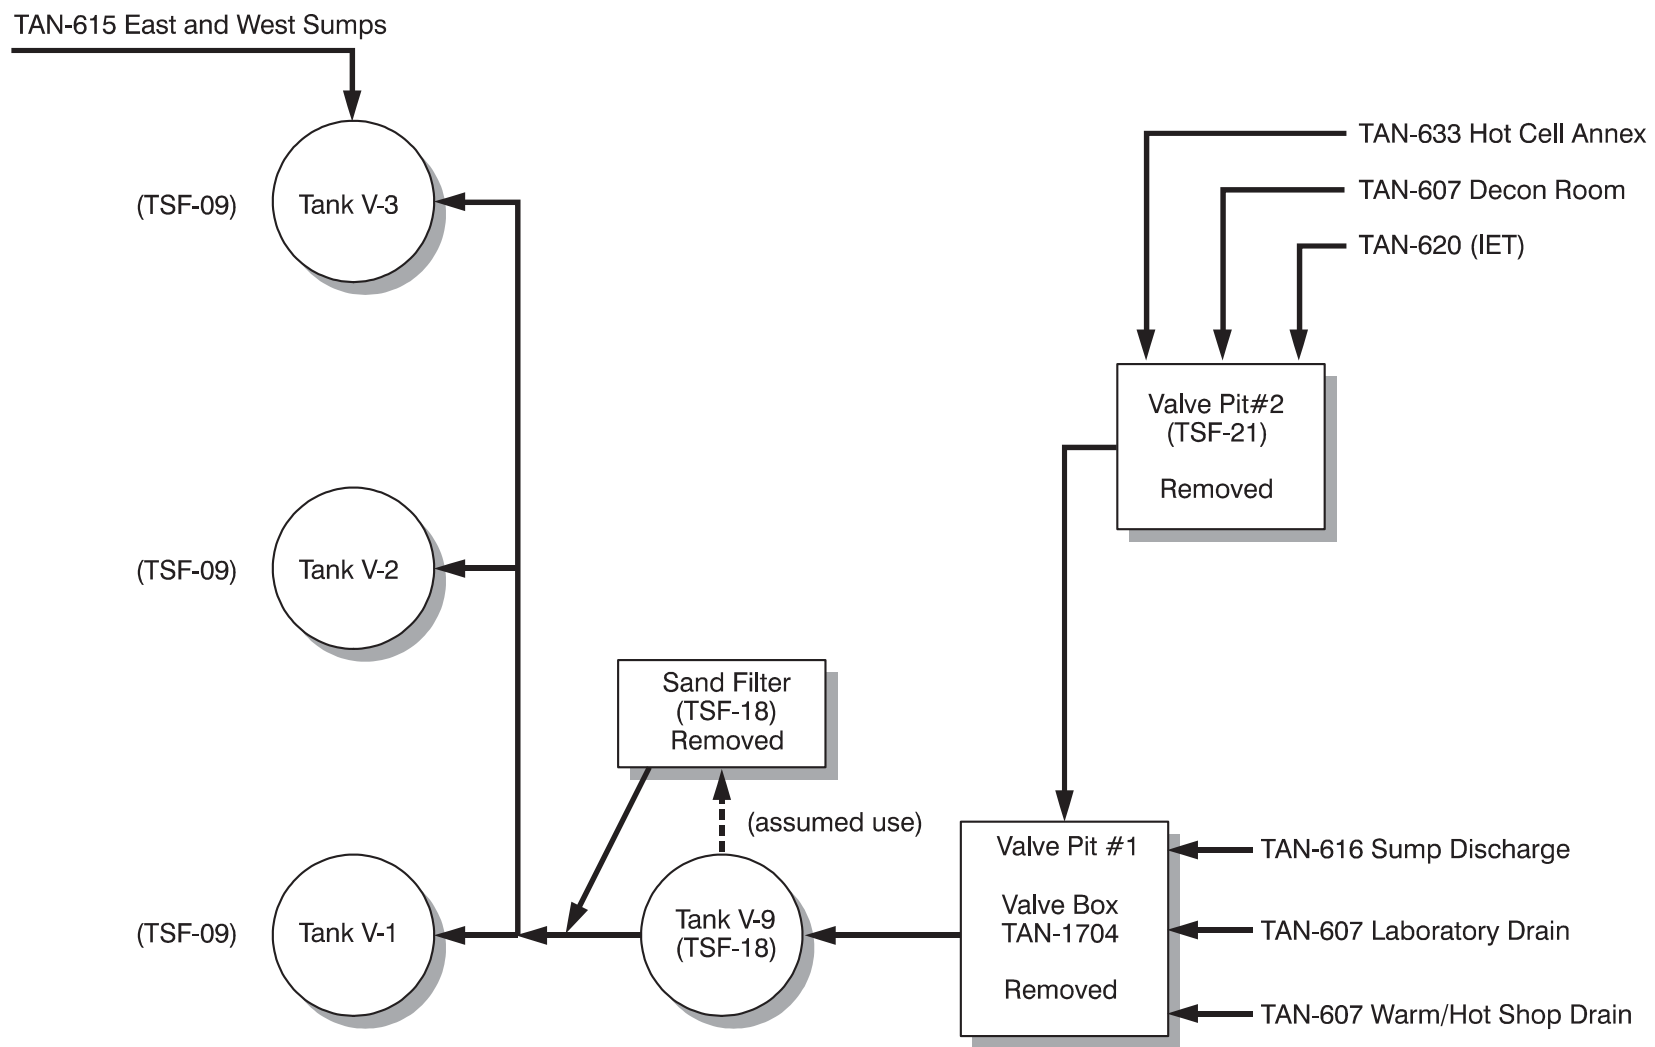 TAN-615 East and West Sumps
TAN-633 Hot Cell Annex
(TSF-09)
Tank V-3
TAN-607 Decon Room
TAN-620 (IET)
Valve Pit#2
(TSF-21)
Removed
(TSF-09)
Tank V-2
Sand Filter
(TSF-18)
Removed
(assumed use)
Valve Pit #1
Valve Box
TAN-1704
Removed
TAN-616 Sump Discharge
(TSF-09)
Tank V-1
Tank V-9
(TSF-18)
TAN-607 Laboratory Drain
TAN-607 Warm/Hot Shop Drain